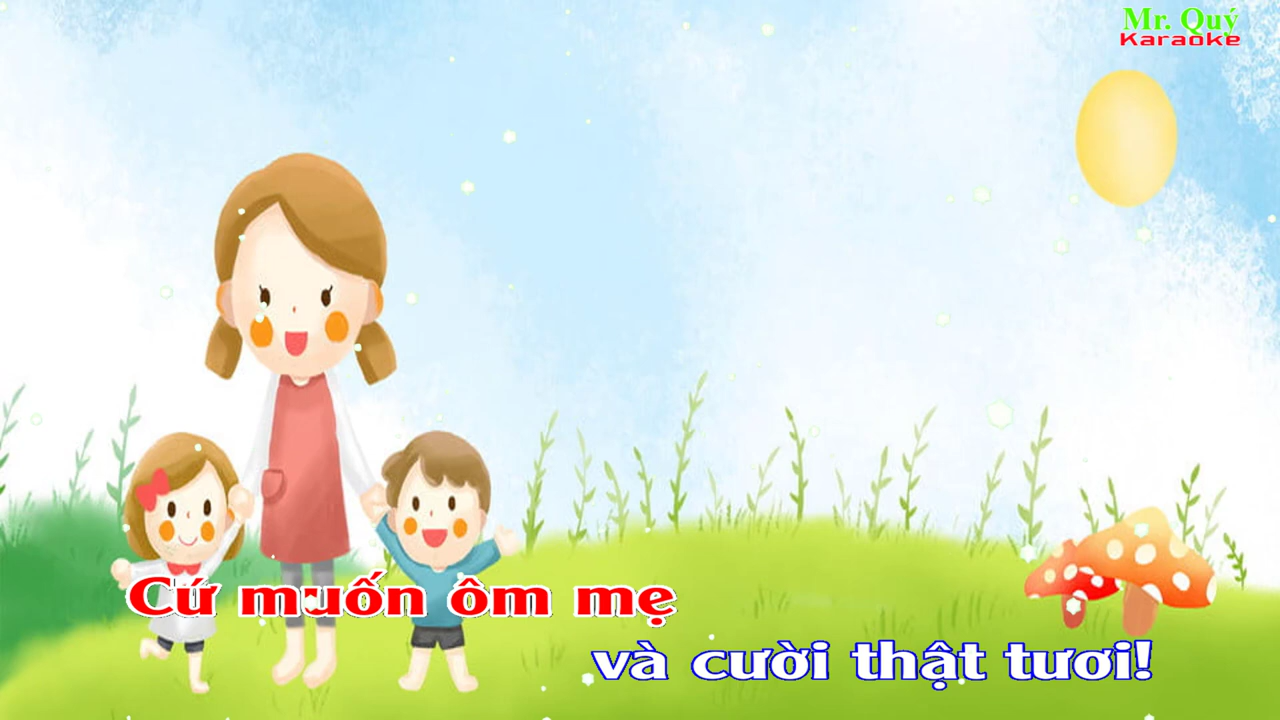 Mr. Quý
Karaoke
Cứ muốn ôm mẹ
và cười thật tươi!